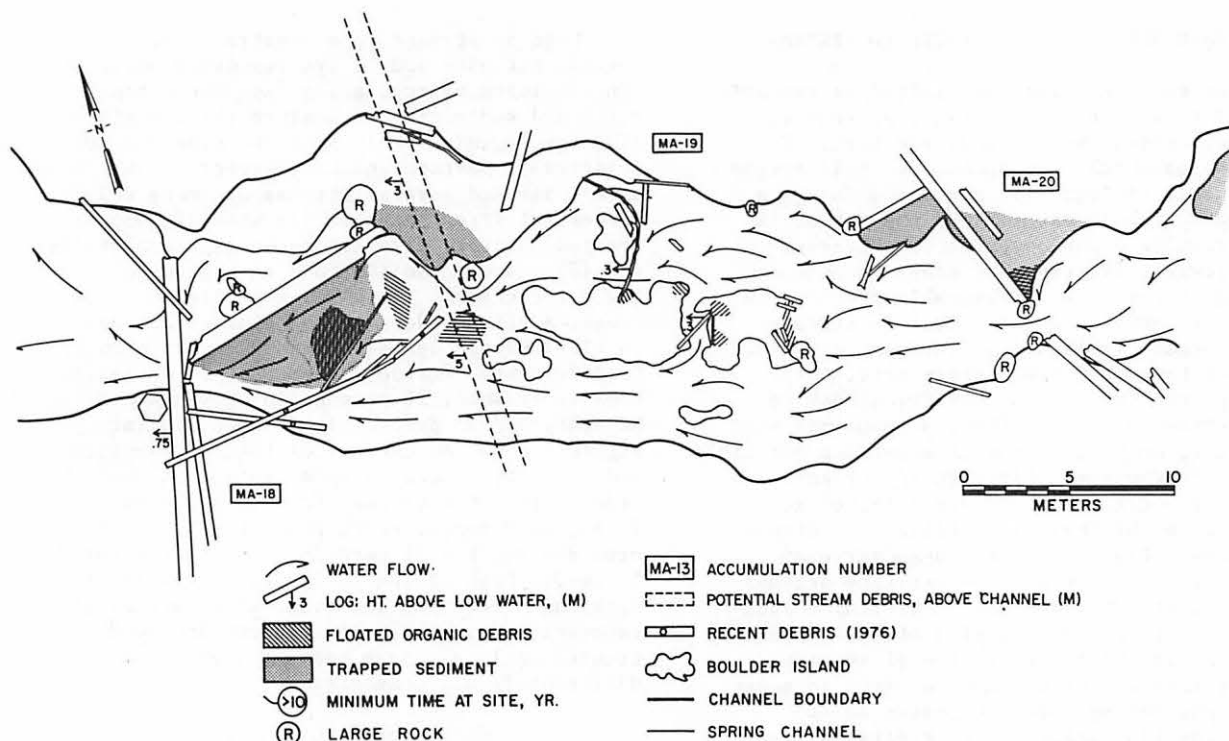 N
MA-19
MA-20
3
R
R
R
R
R
R
3
R
R
R
3
5
R
R
R
.75
MA-18
0 5 10
METERS
WATER FLOW
3 LOG: HT. ABOVE LOW WATER, (M)
FLOATED ORGANIC DEBRIS
TRAPPED SEDIMENT
>10 MINIMUM TIME AT SITE, YR.
R LARGE ROCK
MA-13 ACCUMULATION NUMBER
POTENTIAL STREAM DEBRIS, ABOVE CHANNEL (M)
RECENT DEBRIS (1976)
BOULDER ISLAND
CHANNEL BOUNDARY
SPRING CHANNEL